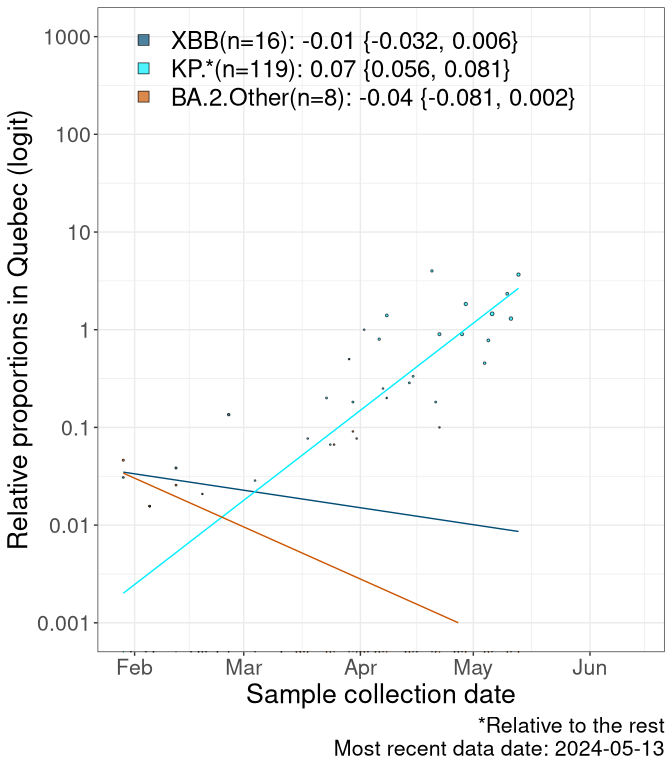 1000
100
10
1
0.1
0.01
0.001
Relative proportions in Quebec (logit)
XBB(n=16): -0.01 {-0.032, 0.006}
KP.*(n=119): 0.07 {0.056, 0.081}
BA.2.Other(n=8): -0.04 {-0.081, 0.002}
Feb Mar Apr May Jun
Sample collection date
*Relative to the rest
Most recent data date: 2024-05-13